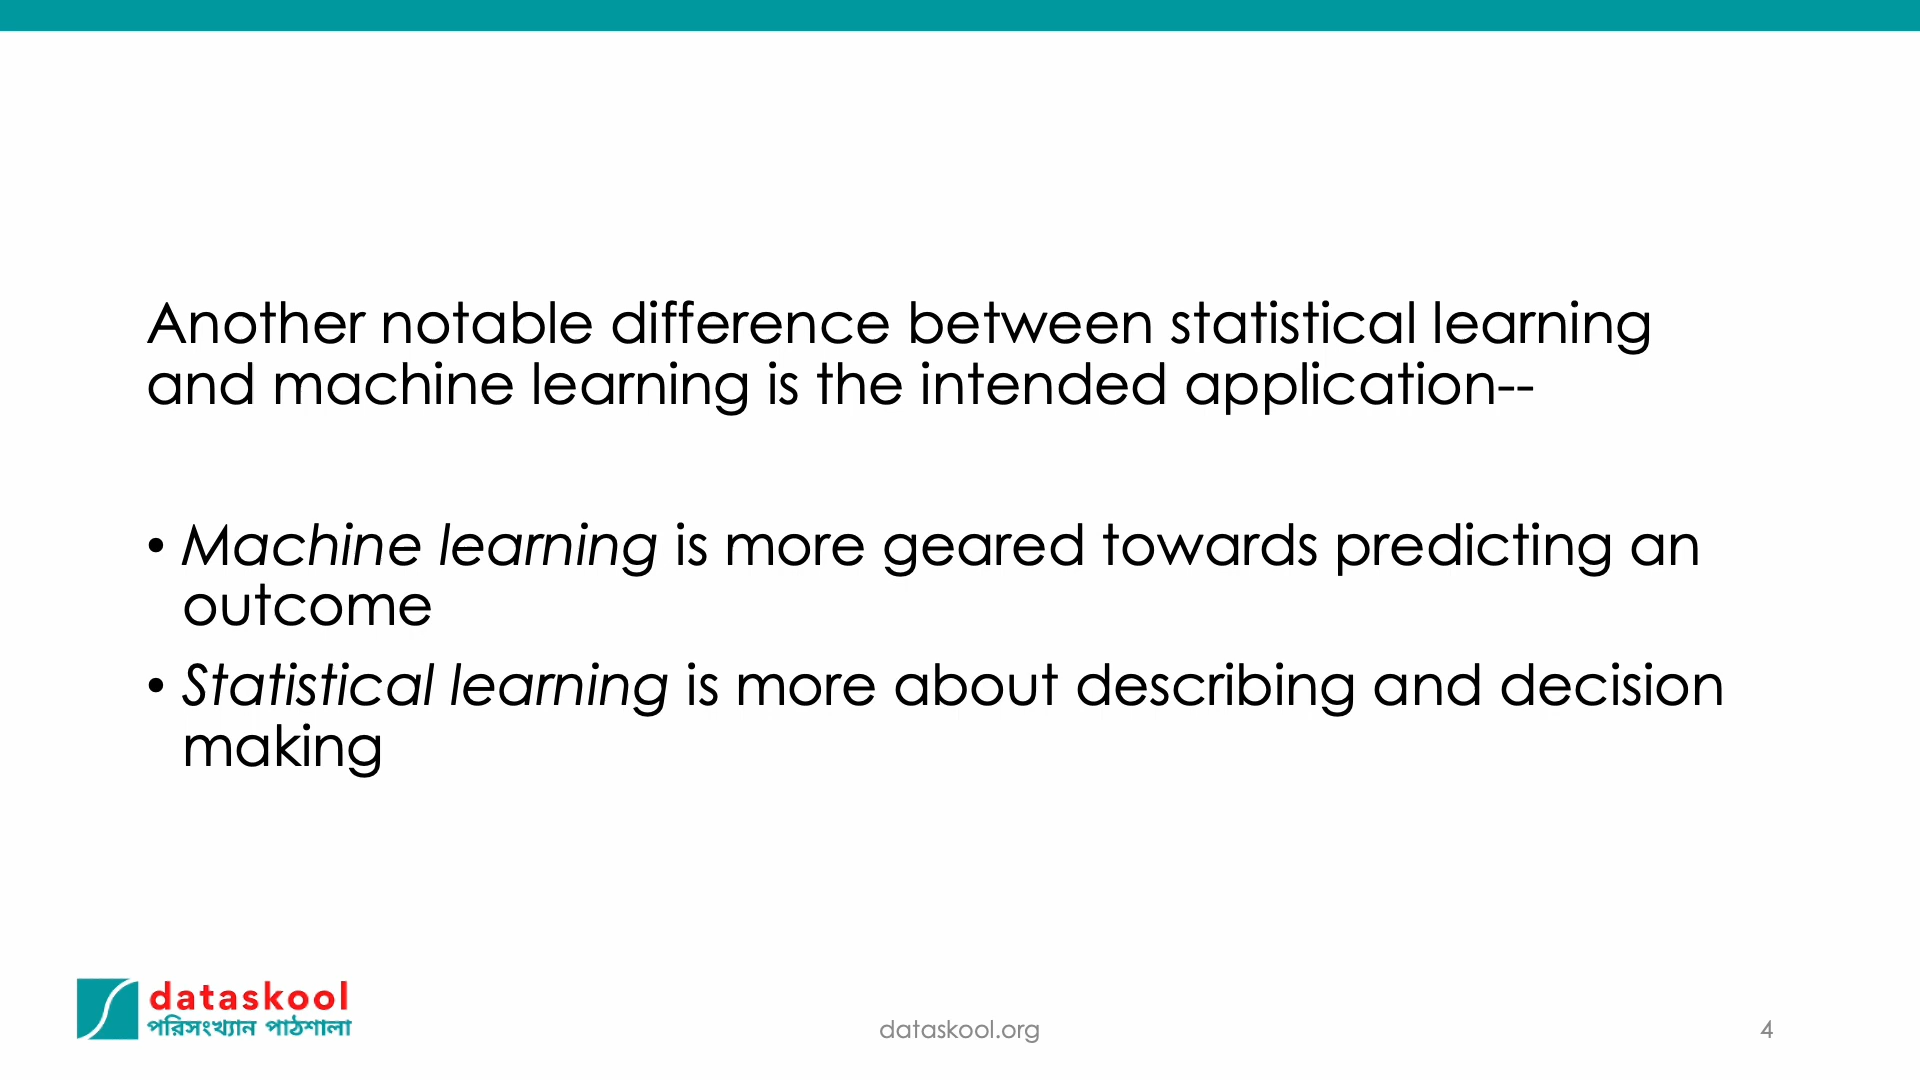 Another notable difference between statistical learning
and machine learning is the intended application--
• Machine learning is more geared towards predicting an
outcome
• Statistical learning is more about describing and decision
making
dataskool
পরিসংখ্যান পাঠশালা
dataskool.org
4